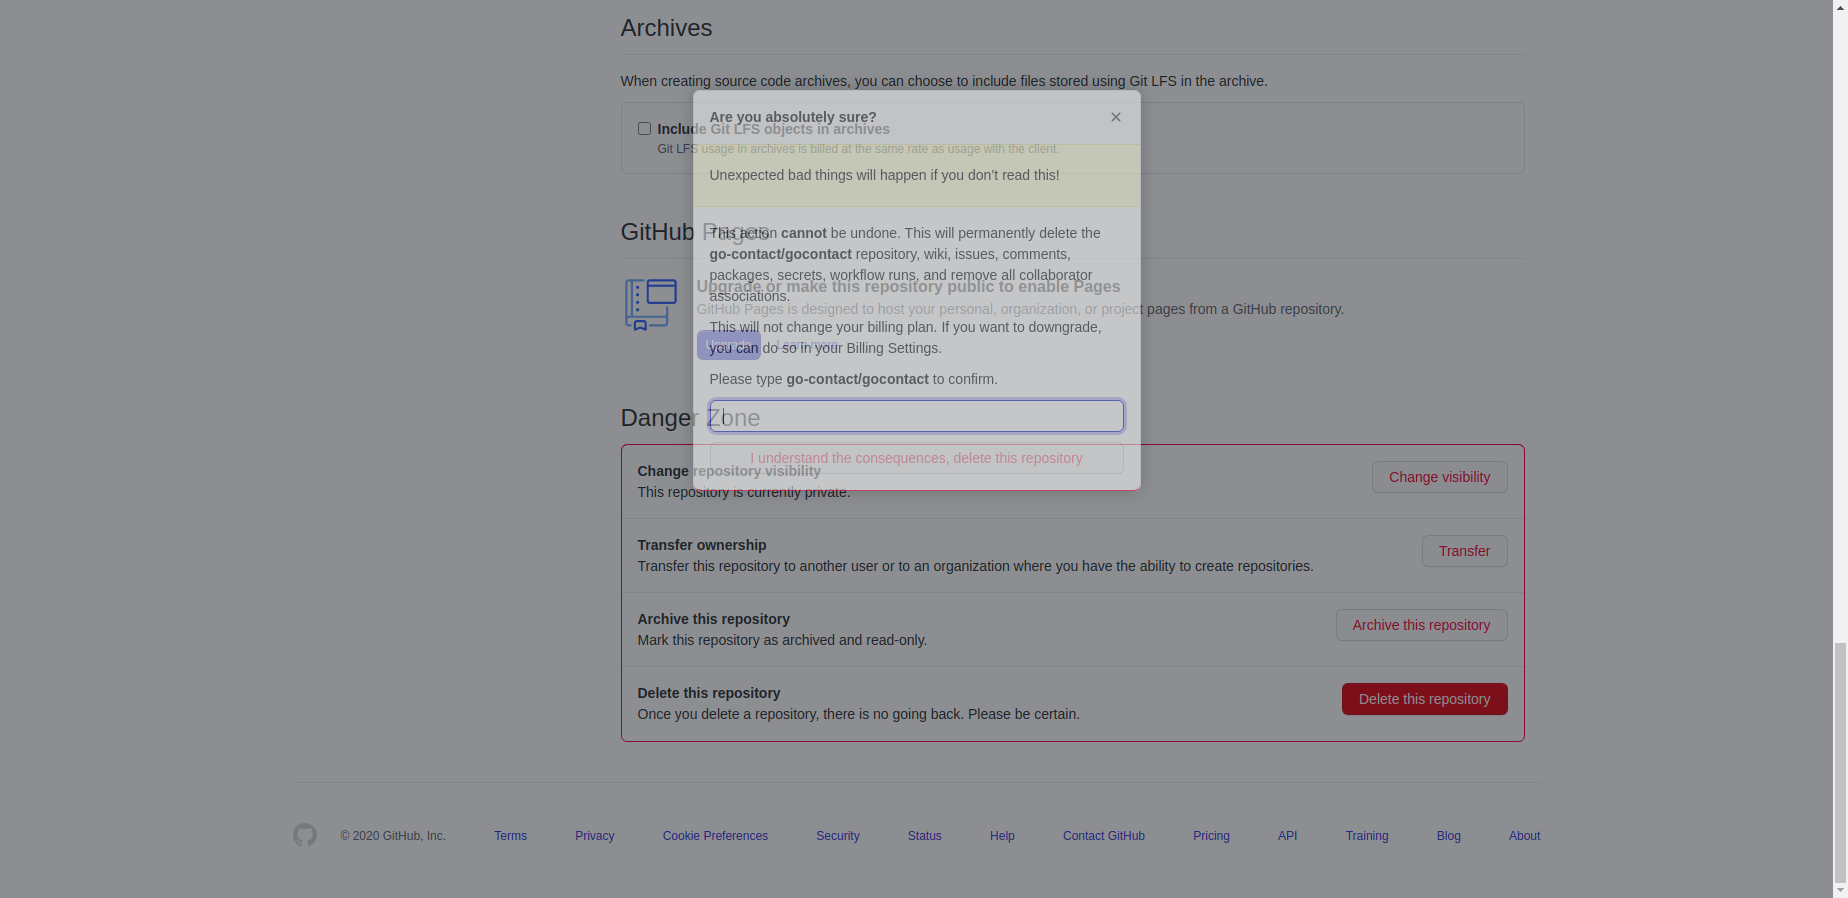 Archives
When creating source code archives, you can choose to include files stored using Git LFS in the archive.
Are you absolutely sure?
Include Git LFS objects in archives
Git LFS usage in archives is billed at the same rate as usage with the client.
Unexpected bad things will happen if you don't read this!
GitHub Pages
This action cannot be undone. This will permanently delete the
go-contact/gocontact repository, wiki, issues, comments,
packages, secrets, workflow runs, and remove all collaborator
associations.
Upgrade or make this repository public to enable Pages
GitHub Pages is designed to host your personal, organization, or project pages from a GitHub repository.
This will not change your billing plan. If you want to downgrade,
you can do so in your Billing Settings.
Upgrade Learn more
Please type go-contact/gocontact to confirm.
Danger Zone
I understand the consequences, delete this repository
Change repository visibility
This repository is currently private.
Change visibility
Transfer ownership
Transfer this repository to another user or to an organization where you have the ability to create repositories.
Transfer
Archive this repository
Mark this repository as archived and read-only.
Archive this repository
Delete this repository
Once you delete a repository, there is no going back. Please be certain.
Delete this repository
© 2020 GitHub, Inc. Terms Privacy Cookie Preferences Security Status Help Contact GitHub Pricing API Training Blog About